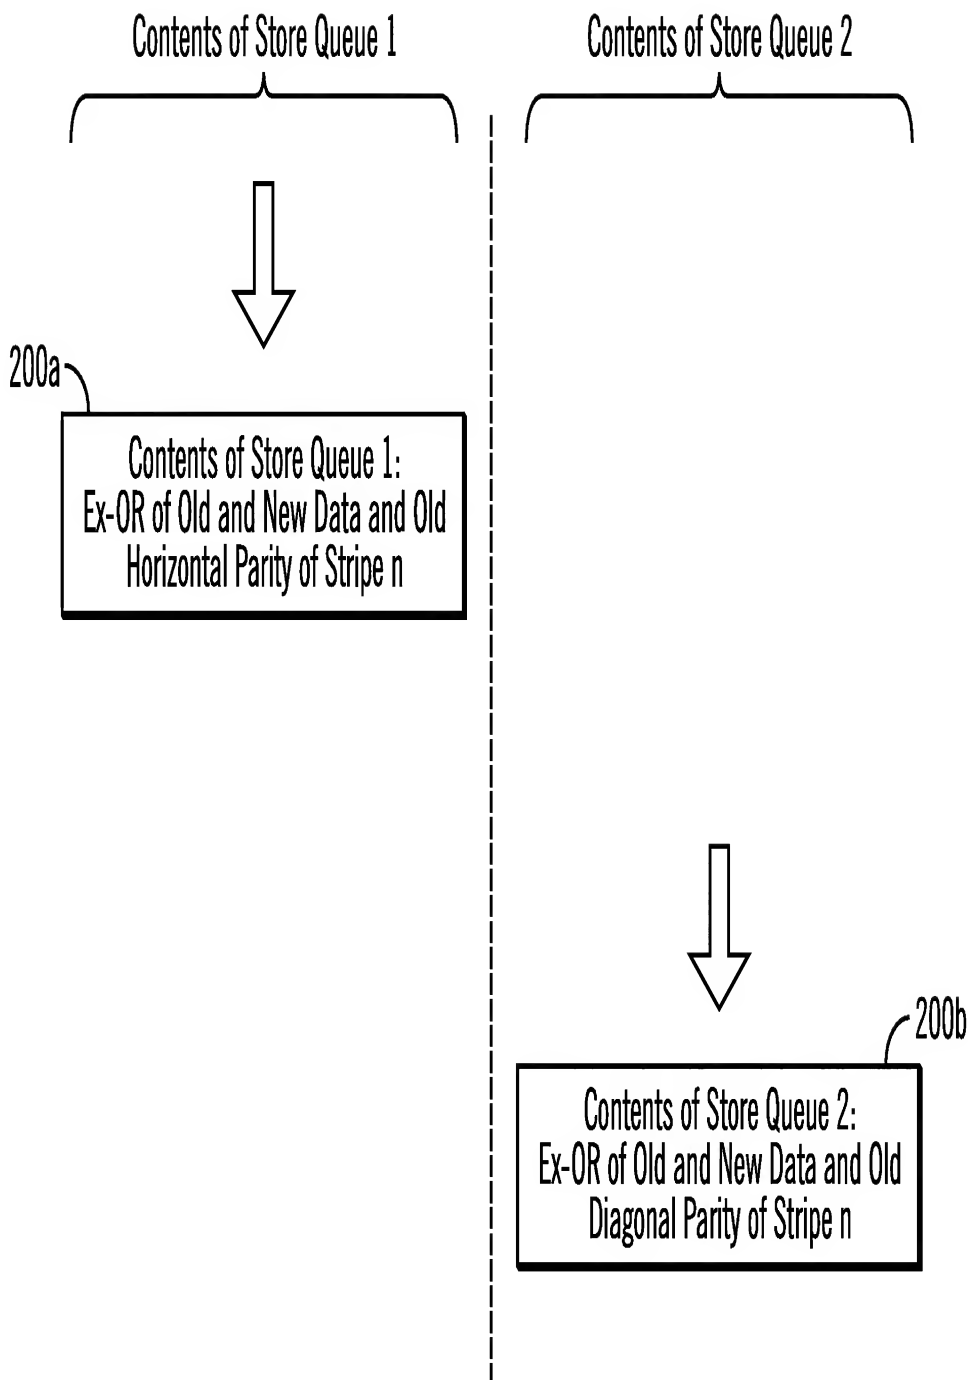 Contents of Store Queue 1
Contents of Store Queue 2
200a
Contents of Store Queue 1:
Ex-OR of Old and New Data and Old
Horizontal Parity of Stripe n
200b
Contents of Store Queue 2:
Ex-OR of Old and New Data and Old
Diagonal Parity of Stripe n